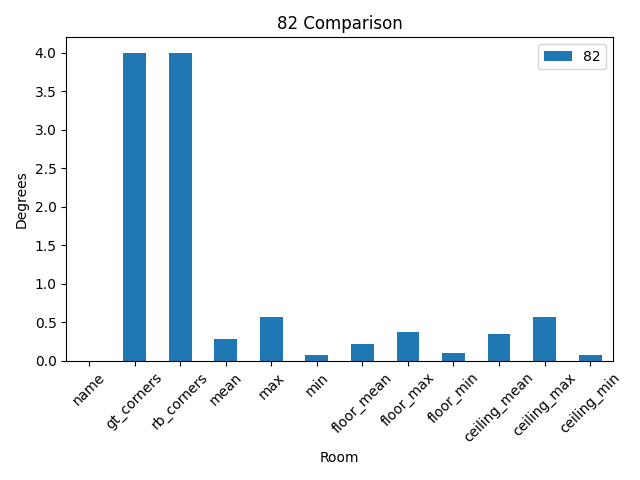 82 Comparison
82
Degrees
4.0
3.5
3.0
2.5
2.0
1.5
1.0
0.5
0.0
name
gt_corners
rb_corners
mean
max
min
floor_mean
floor_max
floor_min
ceiling_mean
ceiling_max
ceiling_min
Room